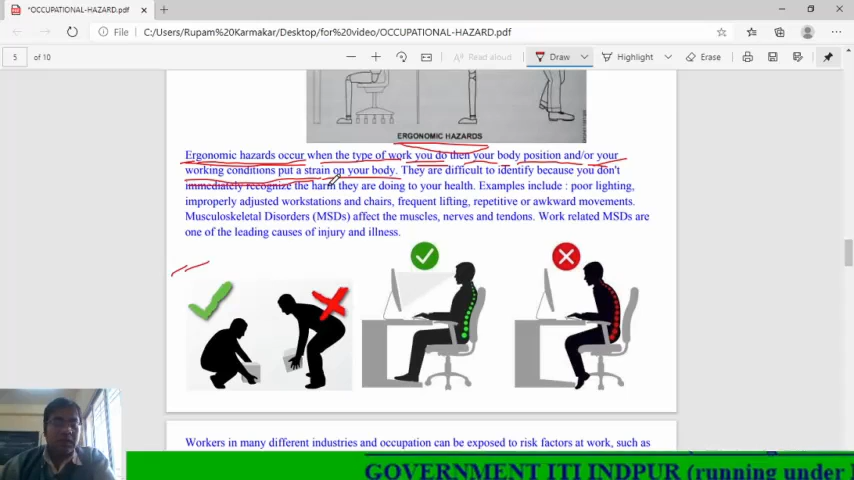 *OCCUPATIONAL-HAZARD.pdf
File C:/Users/Rupam%20Karmakar/Desktop/for%20video/OCCUPATIONAL-HAZARD.pdf
5 of 10
Read aloud Draw Highlight Erase
ERGONOMIC HAZARDS
Ergonomic hazards occur when the type of work you do then your body position and/or your
working conditions put a strain on your body. They are difficult to identify because you don't
immediately recognize the harm they are doing to your health. Examples include : poor lighting,
improperly adjusted workstations and chairs, frequent lifting, repetitive or awkward movements.
Musculoskeletal Disorders (MSDs) affect the muscles, nerves and tendons. Work related MSDs are
one of the leading causes of injury and illness.
Workers in many different industries and occupation can be exposed to risk factors at work, such as
GOVERNMENT ITI INDPUR (running under